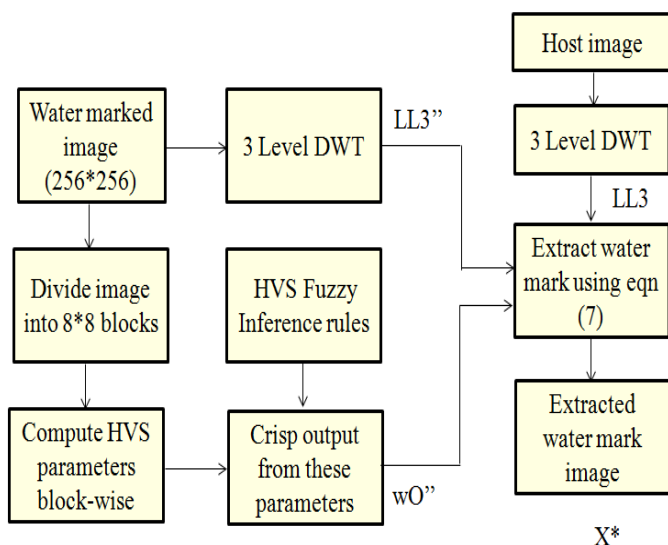 Host image
Water marked
image
(256*256)
3 Level DWT
LL3”
3 Level DWT
LL3
Divide image
into 8*8 blocks
HVS Fuzzy
Inference rules
Extract water
mark using eqn
(7)
Compute HVS
parameters
block-wise
Crisp output
from these
parameters
wO”
Extracted
water mark
image
X*